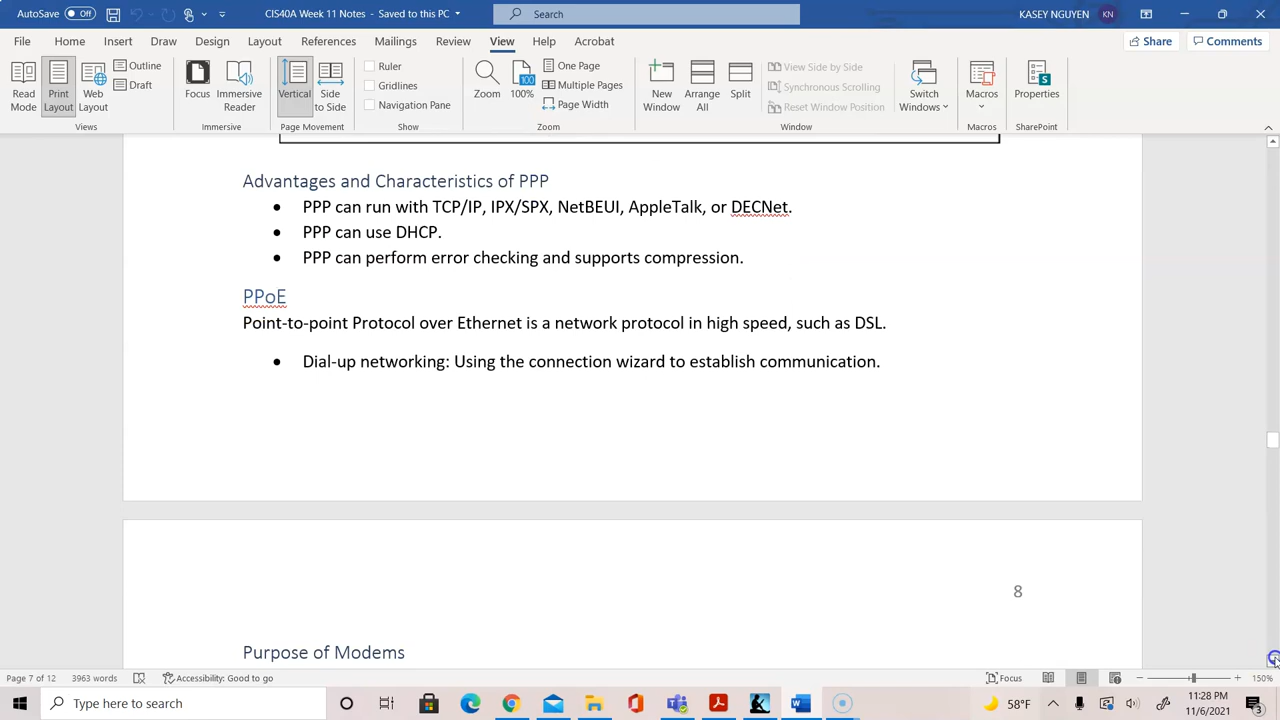 AutoSave Off CIS40A Week 11 Notes Search KASEY NGUYEN KN
File Home Insert Draw Design Layout References Mailings Review View Help Acrobat Share Comments
Read Mode Print Layout Web Layout Outline Draft Focus Immersive Reader Vertical Side to Side Ruler Gridlines Navigation Pane Zoom 100% One Page Multiple Pages Page Width New Window Arrange All Split View Side by Side Synchronous Scrolling Reset Window Position Switch Windows Macros Properties
Views Immersive Page Movement Show Zoom Window Macros SharePoint
Advantages and Characteristics of PPP
• PPP can run with TCP/IP, IPX/SPX, NetBEUI, AppleTalk, or DECNet.
• PPP can use DHCP.
• PPP can perform error checking and supports compression.
PPoE
Point-to-point Protocol over Ethernet is a network protocol in high speed, such as DSL.
• Dial-up networking: Using the connection wizard to establish communication.
8
Purpose of Modems
Page 7 of 12 3963 words Accessibility: Good to go Focus 150%
Type here to search 58°F 11:28 PM
11/6/2021 3